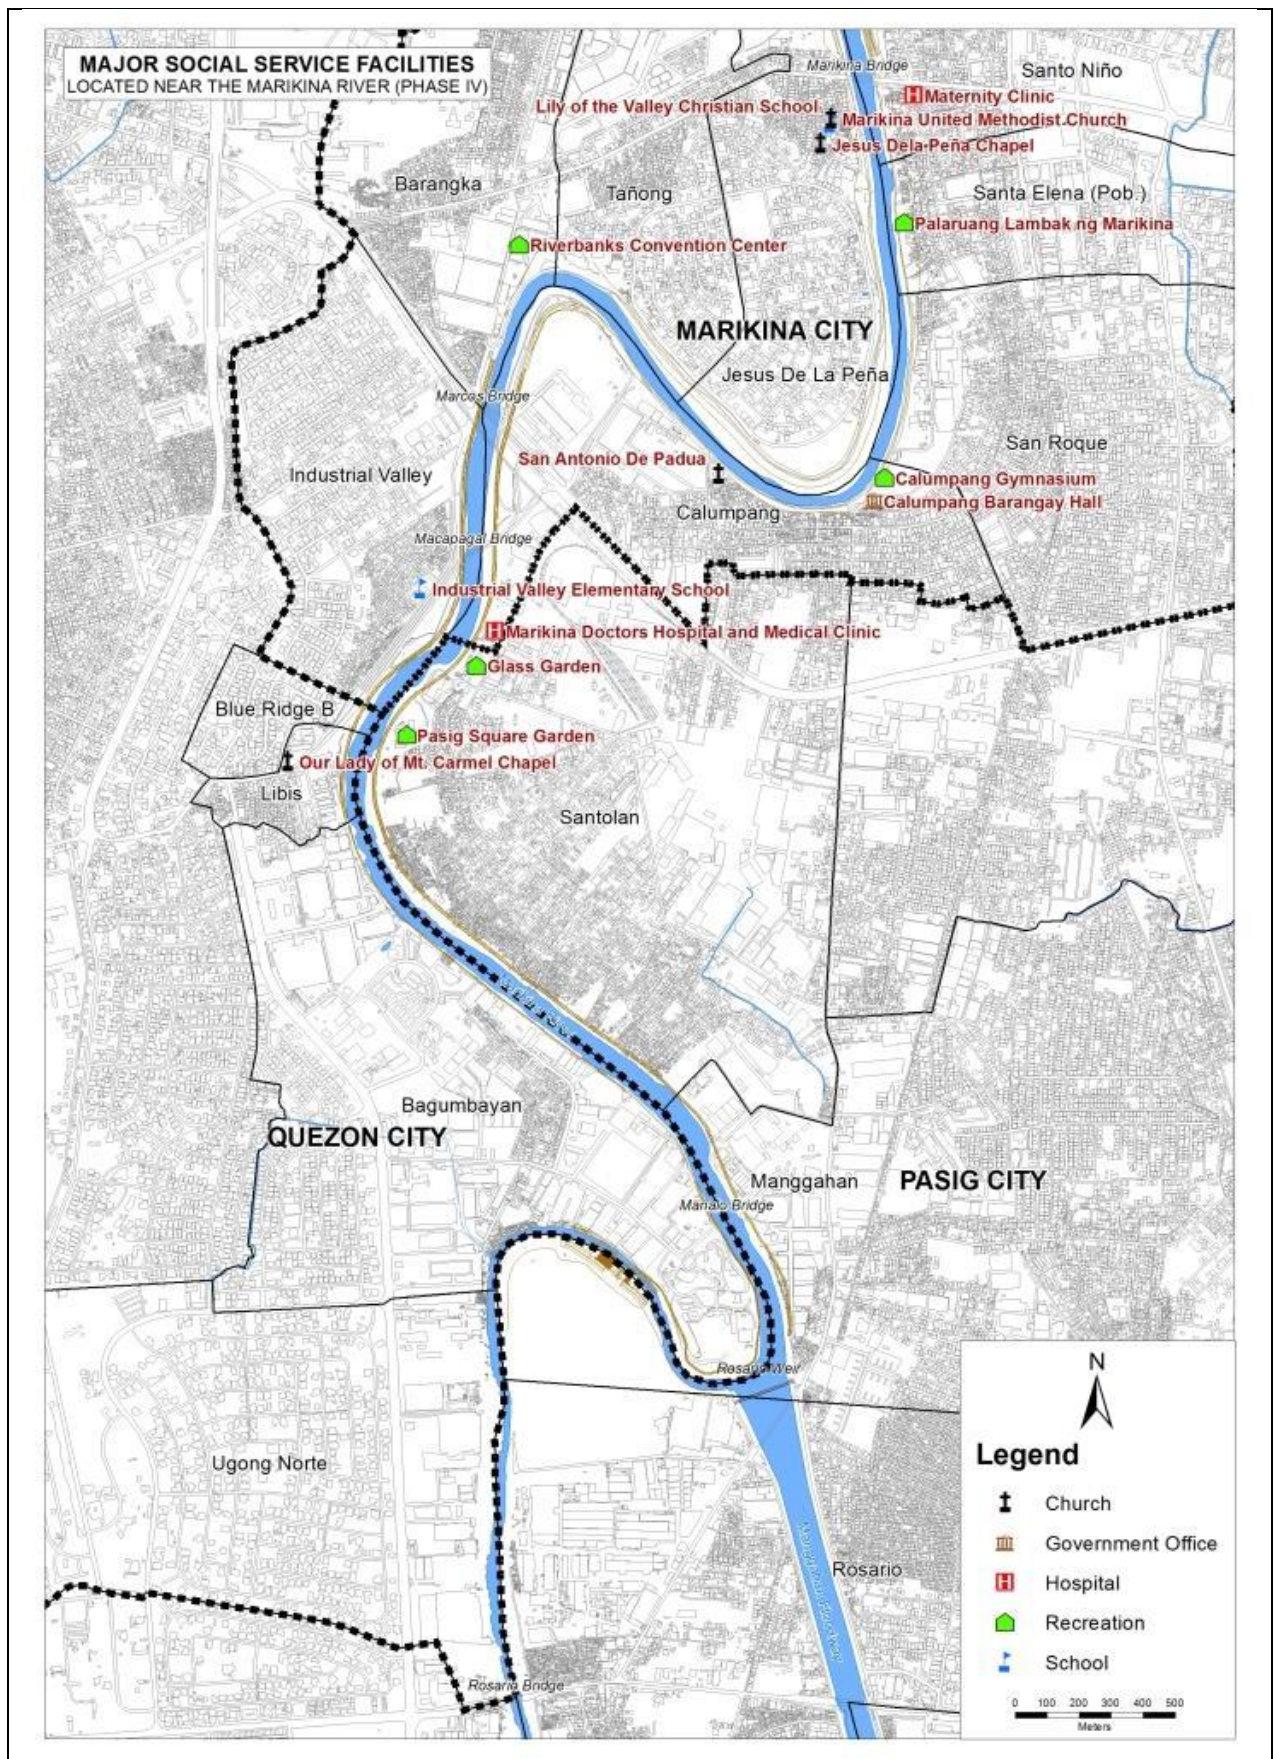 MAJOR SOCIAL SERVICE FACILITIES
LOCATED NEAR THE MARIKINA RIVER (PHASE IV)
Marikina Bridge
Santo Niño
Maternity Clinic
Lily of the Valley Christian School
Marikina United Methodist Church
Jesus Dela Peña Chapel
Barangka
Tañong
Santa Elena (Pob.)
Palaruang Lambak ng Marikina
Riverbanks Convention Center
MARIKINA CITY
Jesus De La Peña
Marcos Bridge
San Roque
San Antonio De Padua
Industrial Valley
Calumpang Gymnasium
Calumpang Barangay Hall
Calumpang
Macapagal Bridge
Industrial Valley Elementary School
Marikina Doctors Hospital and Medical Clinic
Glass Garden
Blue Ridge B
Pasig Square Garden
Our Lady of Mt. Carmel Chapel
Libis
Santolan
Bagumbayan
QUEZON CITY
Manggahan
PASIG CITY
Manalo Bridge
Rosario Weir
Ugong Norte
Rosario
Rosario Bridge
N
Legend
Church
Government Office
Hospital
Recreation
School
0 100 200 300 400 500
Meters